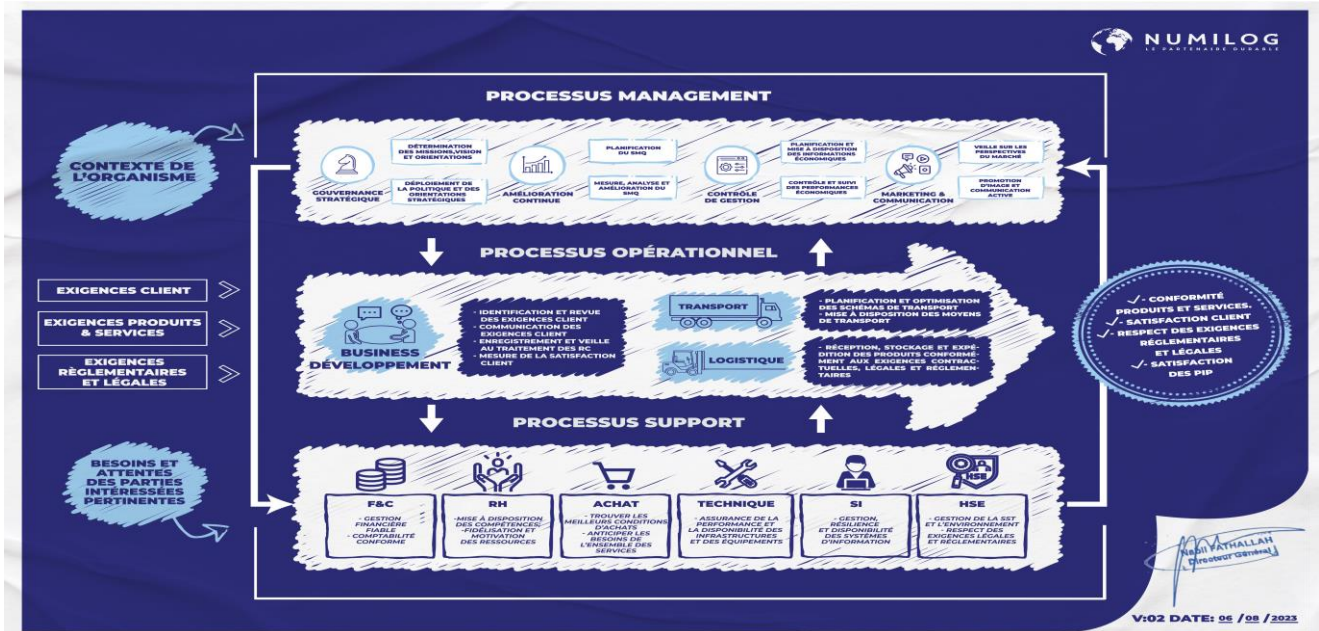 NUMILOG
LE PARTENAIRE DURABLE
PROCESSUS MANAGEMENT
CONTEXTE DE
L'ORGANISME
GOUVERNANCE
STRATÉGIQUE
DÉTERMINATION
DES MISSIONS,VISION
ET ORIENTATIONS
DÉPLOIEMENT DE
LA POLITIQUE ET DES
ORIENTATIONS
STRATÉGIQUES
AMÉLIORATION
CONTINUE
PLANIFICATION
DU SMQ
MESURE, ANALYSE ET
AMÉLIORATION DU
SMQ
CONTRÔLE
DE GESTION
PLANIFICATION ET
MISE À DISPOSITION
DES INFORMATIONS
ÉCONOMIQUES
CONTRÔLE ET SUIVI
DES PERFORMANCES
ÉCONOMIQUES
MARKETING &
COMMUNICATION
VEILLE SUR LES
PERSPECTIVES
DU MARCHÉ
PROMOTION
D'IMAGE ET
COMMUNICATION
ACTIVE
PROCESSUS OPÉRATIONNEL
EXIGENCES CLIENT
EXIGENCES PRODUITS
& SERVICES
EXIGENCES
RÈGLEMENTAIRES
ET LÉGALES
BUSINESS
DÉVELOPPEMENT
- IDENTIFICATION ET REVUE
DES EXIGENCES CLIENT
- COMMUNICATION DES
EXIGENCES CLIENT
- ENREGISTREMENT ET VEILLE
AU TRAITEMENT DES RC
- MESURE DE LA SATISFACTION
CLIENT
TRANSPORT
- PLANIFICATION ET OPTIMISATION
DES SCHÉMAS DE TRANSPORT
- MISE À DISPOSITION DES MOYENS
DE TRANSPORT
LOGISTIQUE
- RÉCEPTION, STOCKAGE ET EXPÉ-
DITION DES PRODUITS CONFORMÉ-
MENT AUX EXIGENCES CONTRAC-
TUELLES, LÉGALES ET RÉGLEMEN-
TAIRES
✓- CONFORMITÉ
PRODUITS ET SERVICES.
✓- SATISFACTION CLIENT
✓- RESPECT DES EXIGENCES
RÉGLEMENTAIRES
ET LÉGALES
✓- SATISFACTION
DES PIP
PROCESSUS SUPPORT
BESOINS ET
ATTENTES
DES PARTIES
INTÉRESSÉES
PERTINENTES
F&C
- GESTION
FINANCIÈRE
FIABLE
- COMPTABILITÉ
CONFORME
RH
-MISE À DISPOSITION
DES COMPÉTENCES;
-FIDÉLISATION ET
MOTIVATION
DES RESSOURCES
ACHAT
- TROUVER LES
MEILLEURS CONDITIONS
D'ACHATS
- ANTICIPER LES
BESOINS DE
L'ENSEMBLE DES
SERVICES
TECHNIQUE
- ASSURANCE DE LA
PERFORMANCE ET
LA DISPONIBILITÉ DES
INFRASTRUCTURES
ET DES ÉQUIPEMENTS
SI
- GESTION,
RÉSILIENCE
ET DISPONIBILITÉ
DES SYSTÈMES
D'INFORMATION
HSE
HSE
- GESTION DE LA SST
ET L'ENVIRONNEMENT
- RESPECT DES
EXIGENCES LÉGALES
ET RÉGLEMENTAIRES
Nabil FATHALLAH
Directeur Général
V:02 DATE: 06 /08 /2023